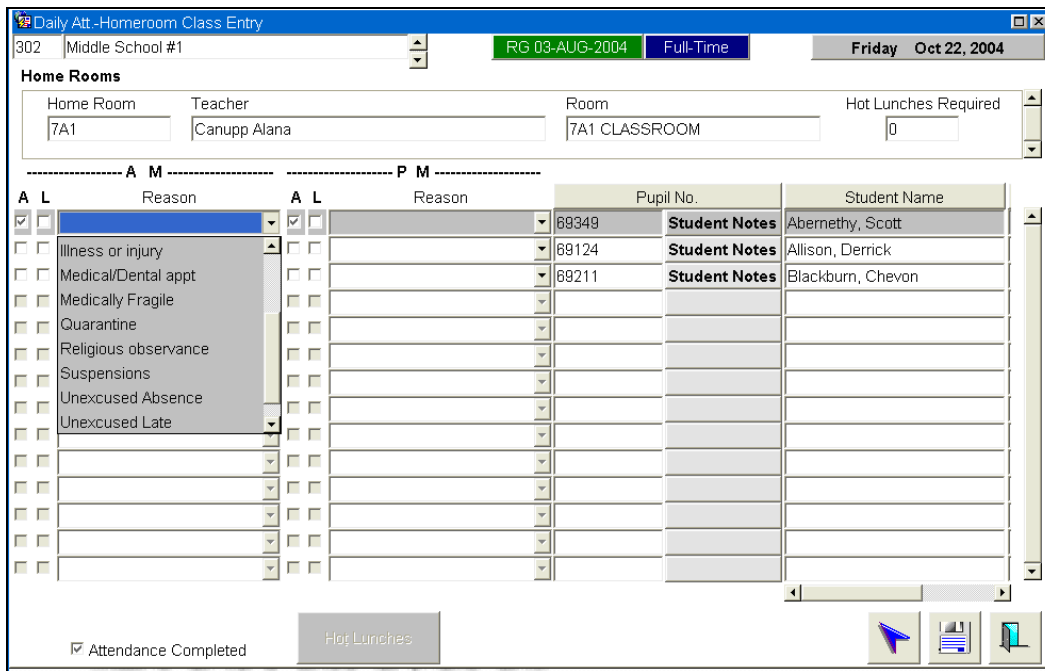 Daily Att.-Homeroom Class Entry
302 Middle School #1 RG 03-AUG-2004 Full-Time Friday Oct 22, 2004
Home Rooms
Home Room Teacher Room Hot Lunches Required
7A1 Canupp Alana 7A1 CLASSROOM 0
------------------ A M -------------------- -------------------- P M --------------------
A L Reason A L Reason Pupil No. Student Name
69349 Student Notes Abernethy, Scott
Illness or injury 69124 Student Notes Allison, Derrick
Medical/Dental appt 69211 Student Notes Blackburn, Chevon
Medically Fragile
Quarantine
Religious observance
Suspensions
Unexcused Absence
Unexcused Late
Attendance Completed Hot Lunches